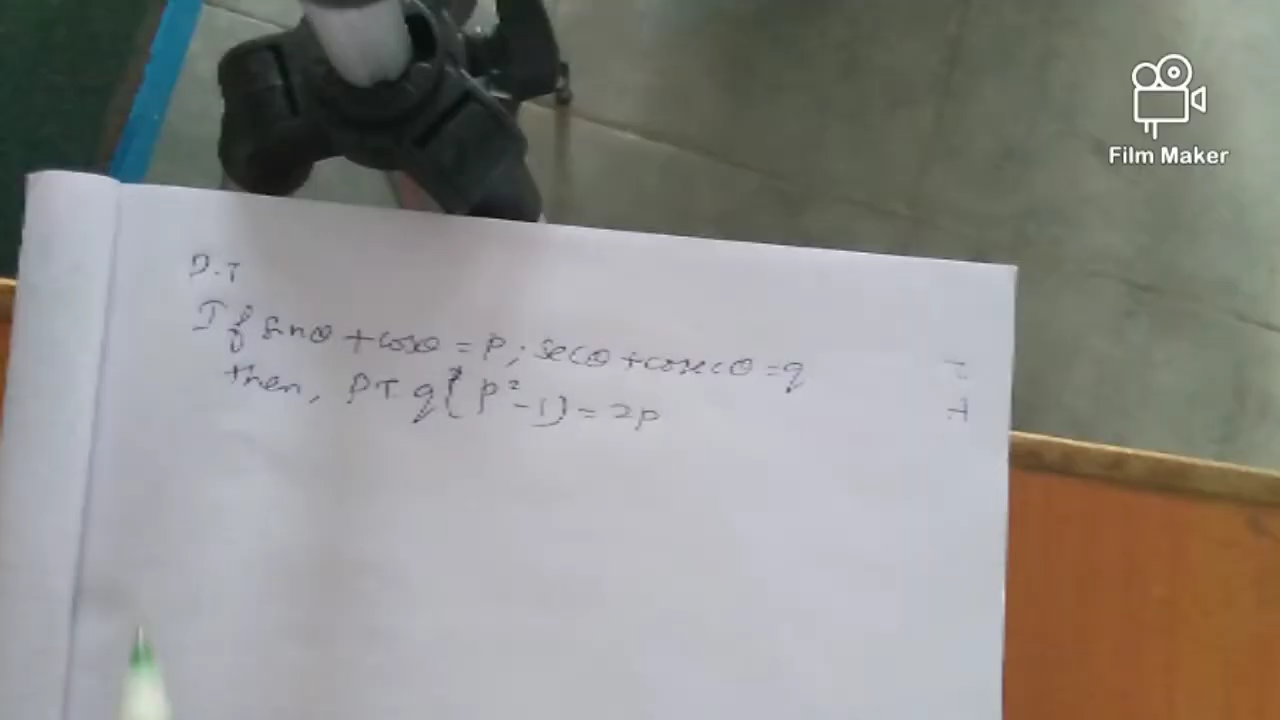 Film Maker
P.T
If sinθ + cosθ = P; secθ + cosecθ = q
then, PT q(P²-1) = 2p